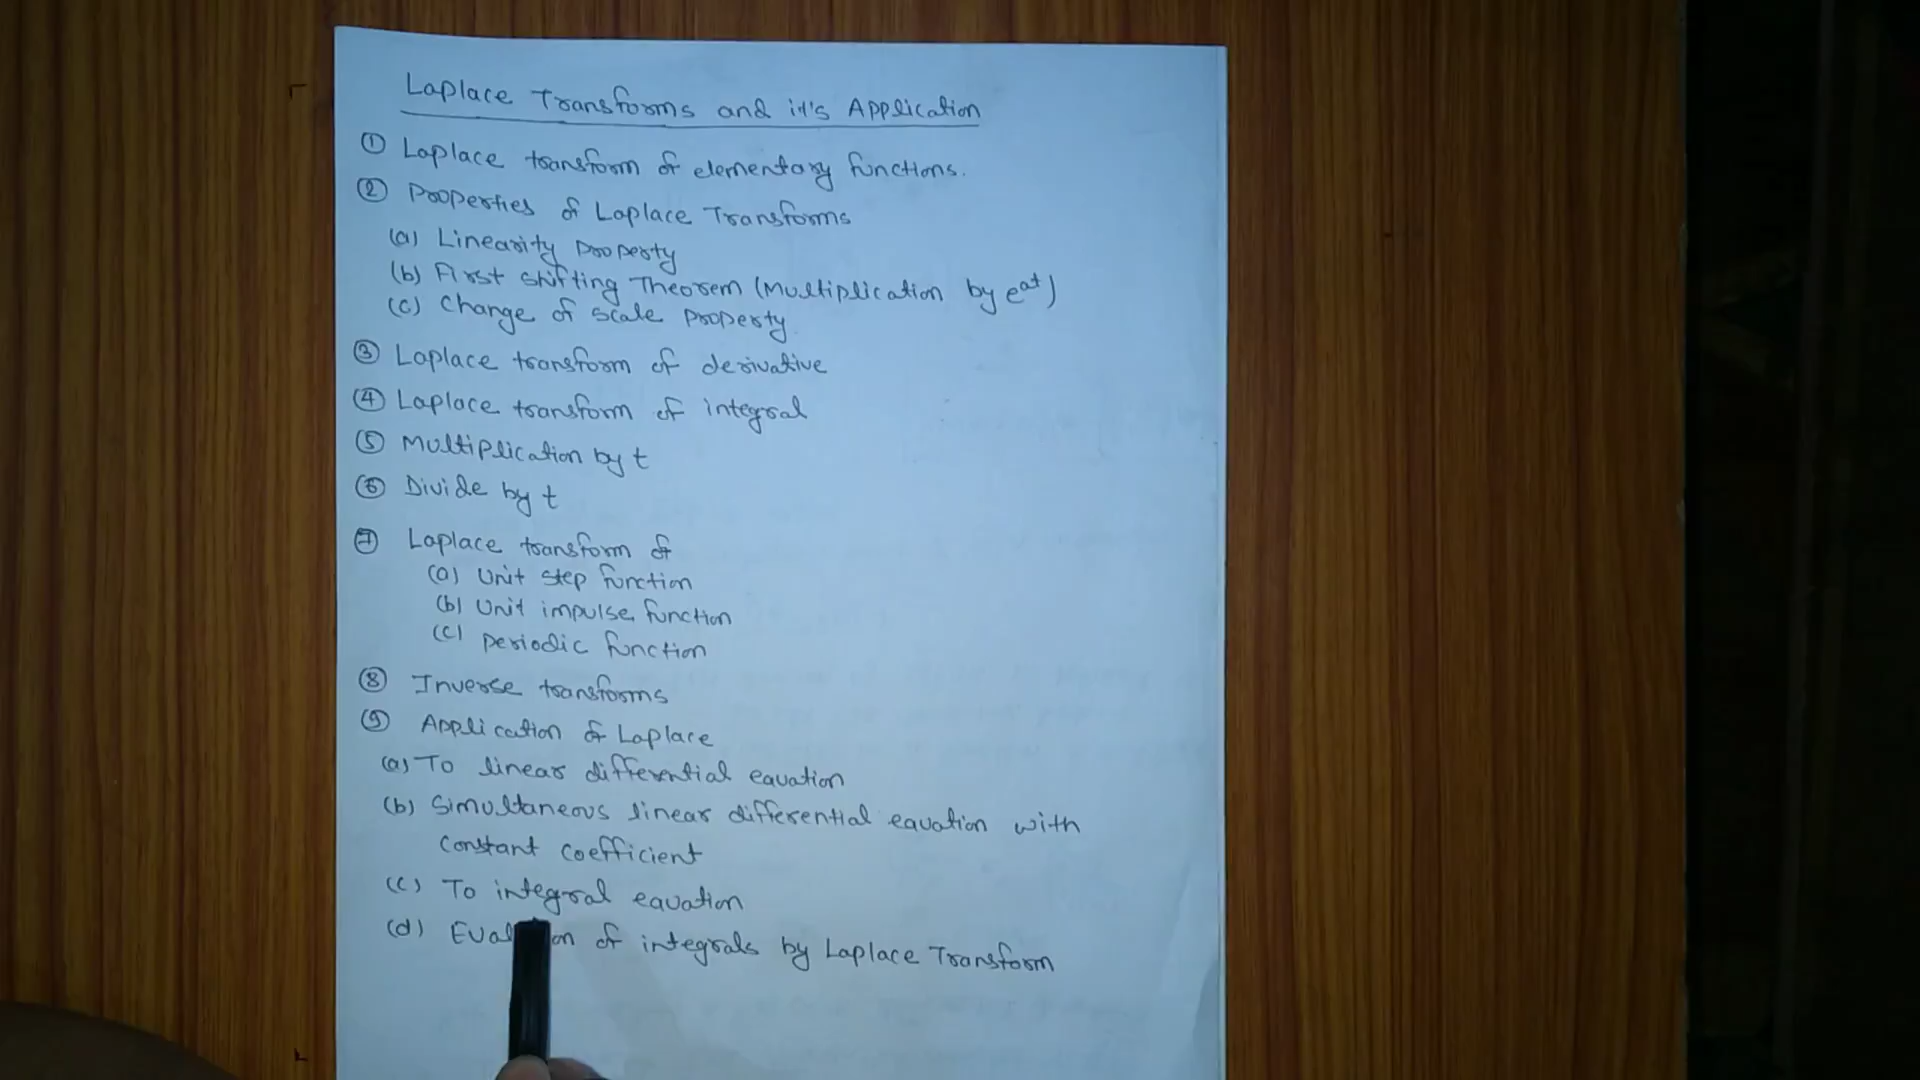 Laplace Transforms and it's Application
① Laplace transform of elementary functions.
② Properties of Laplace Transforms
(a) Linearity Property
(b) First shifting Theorem (Multiplication by e^at)
(c) Change of scale property
③ Laplace transform of derivative
④ Laplace transform of integral
⑤ Multiplication by t
⑥ Divide by t
⑦ Laplace transform of
(a) Unit step function
(b) Unit impulse function
(c) periodic function
⑧ Inverse transforms
⑨ Application of Laplace
(a) To linear differential equation
(b) Simultaneous linear differential equation with
constant coefficient
(c) To integral equation
(d) of integrals by Laplace Transform